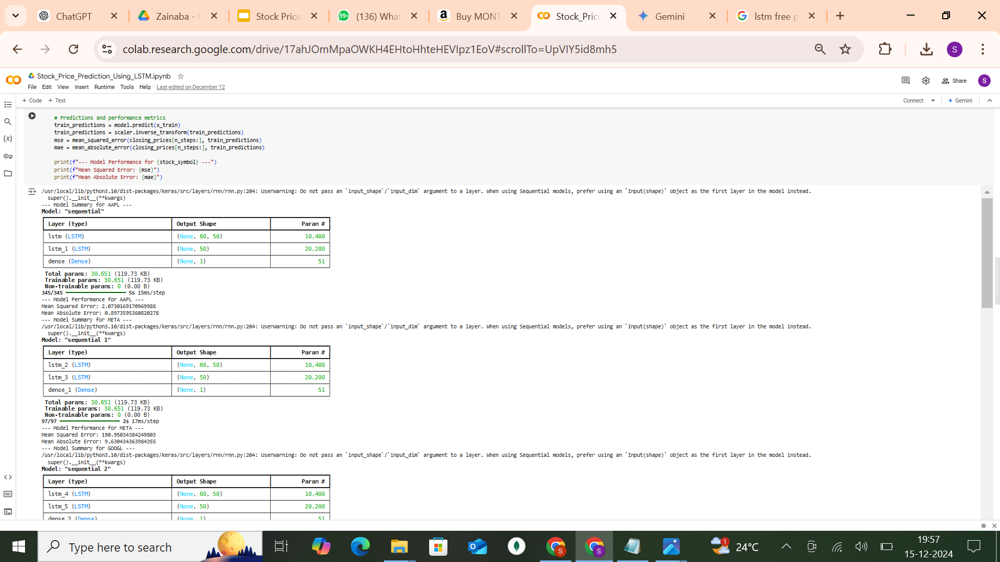 ChatGPT
Zainaba - 
Stock Price
(136) What
Buy MONT
Stock_Price
Gemini
lstm free p
colab.research.google.com/drive/17ahJOmMpaOWKH4EHtoHhteHEVIpz1EoV#scrollTo=UpVIY5id8mh5
S
Stock_Price_Prediction_Using_LSTM.ipynb
File Edit View Insert Runtime Tools Help Last edited on December 12
Share
S
+ Code + Text
Connect
Gemini
# Predictions and performance metrics
train_predictions = model.predict(x_train)
train_predictions = scaler.inverse_transform(train_predictions)
mse = mean_squared_error(closing_prices[n_steps:], train_predictions)
mae = mean_absolute_error(closing_prices[n_steps:], train_predictions)
print(f"--- Model Performance for {stock_symbol} ---")
print(f"Mean Squared Error: {mse}")
print(f"Mean Absolute Error: {mae}")
/usr/local/lib/python3.10/dist-packages/keras/src/layers/rnn/rnn.py:204: UserWarning: Do not pass an `input_shape`/`input_dim` argument to a layer. When using Sequential models, prefer using an `Input(shape)` object as the first layer in the model instead.
super().__init__(**kwargs)
--- Model Summary for AAPL ---
Model: "sequential"
Layer (type) Output Shape Param #
lstm (LSTM) (None, 60, 50) 10,400
lstm_1 (LSTM) (None, 50) 20,200
dense (Dense) (None, 1) 51
Total params: 30,651 (119.73 KB)
Trainable params: 30,651 (119.73 KB)
Non-trainable params: 0 (0.00 B)
345/345 5s 15ms/step
--- Model Performance for AAPL ---
Mean Squared Error: 2.0730169170969988
Mean Absolute Error: 0.8973595360820278
--- Model Summary for META ---
/usr/local/lib/python3.10/dist-packages/keras/src/layers/rnn/rnn.py:204: UserWarning: Do not pass an `input_shape`/`input_dim` argument to a layer. When using Sequential models, prefer using an `Input(shape)` object as the first layer in the model instead.
super().__init__(**kwargs)
Model: "sequential_1"
Layer (type) Output Shape Param #
lstm_2 (LSTM) (None, 60, 50) 10,400
lstm_3 (LSTM) (None, 50) 20,200
dense_1 (Dense) (None, 1) 51
Total params: 30,651 (119.73 KB)
Trainable params: 30,651 (119.73 KB)
Non-trainable params: 0 (0.00 B)
97/97 2s 17ms/step
--- Model Performance for META ---
Mean Squared Error: 190.95034384249803
Mean Absolute Error: 9.630434363984355
--- Model Summary for GOOGL ---
/usr/local/lib/python3.10/dist-packages/keras/src/layers/rnn/rnn.py:204: UserWarning: Do not pass an `input_shape`/`input_dim` argument to a layer. When using Sequential models, prefer using an `Input(shape)` object as the first layer in the model instead.
super().__init__(**kwargs)
Model: "sequential_2"
Layer (type) Output Shape Param #
lstm_4 (LSTM) (None, 60, 50) 10,400
lstm_5 (LSTM) (None, 50) 20,200
dense_2 (Dense) (None, 1) 51
Type here to search
1
24°C
19:57
15-12-2024